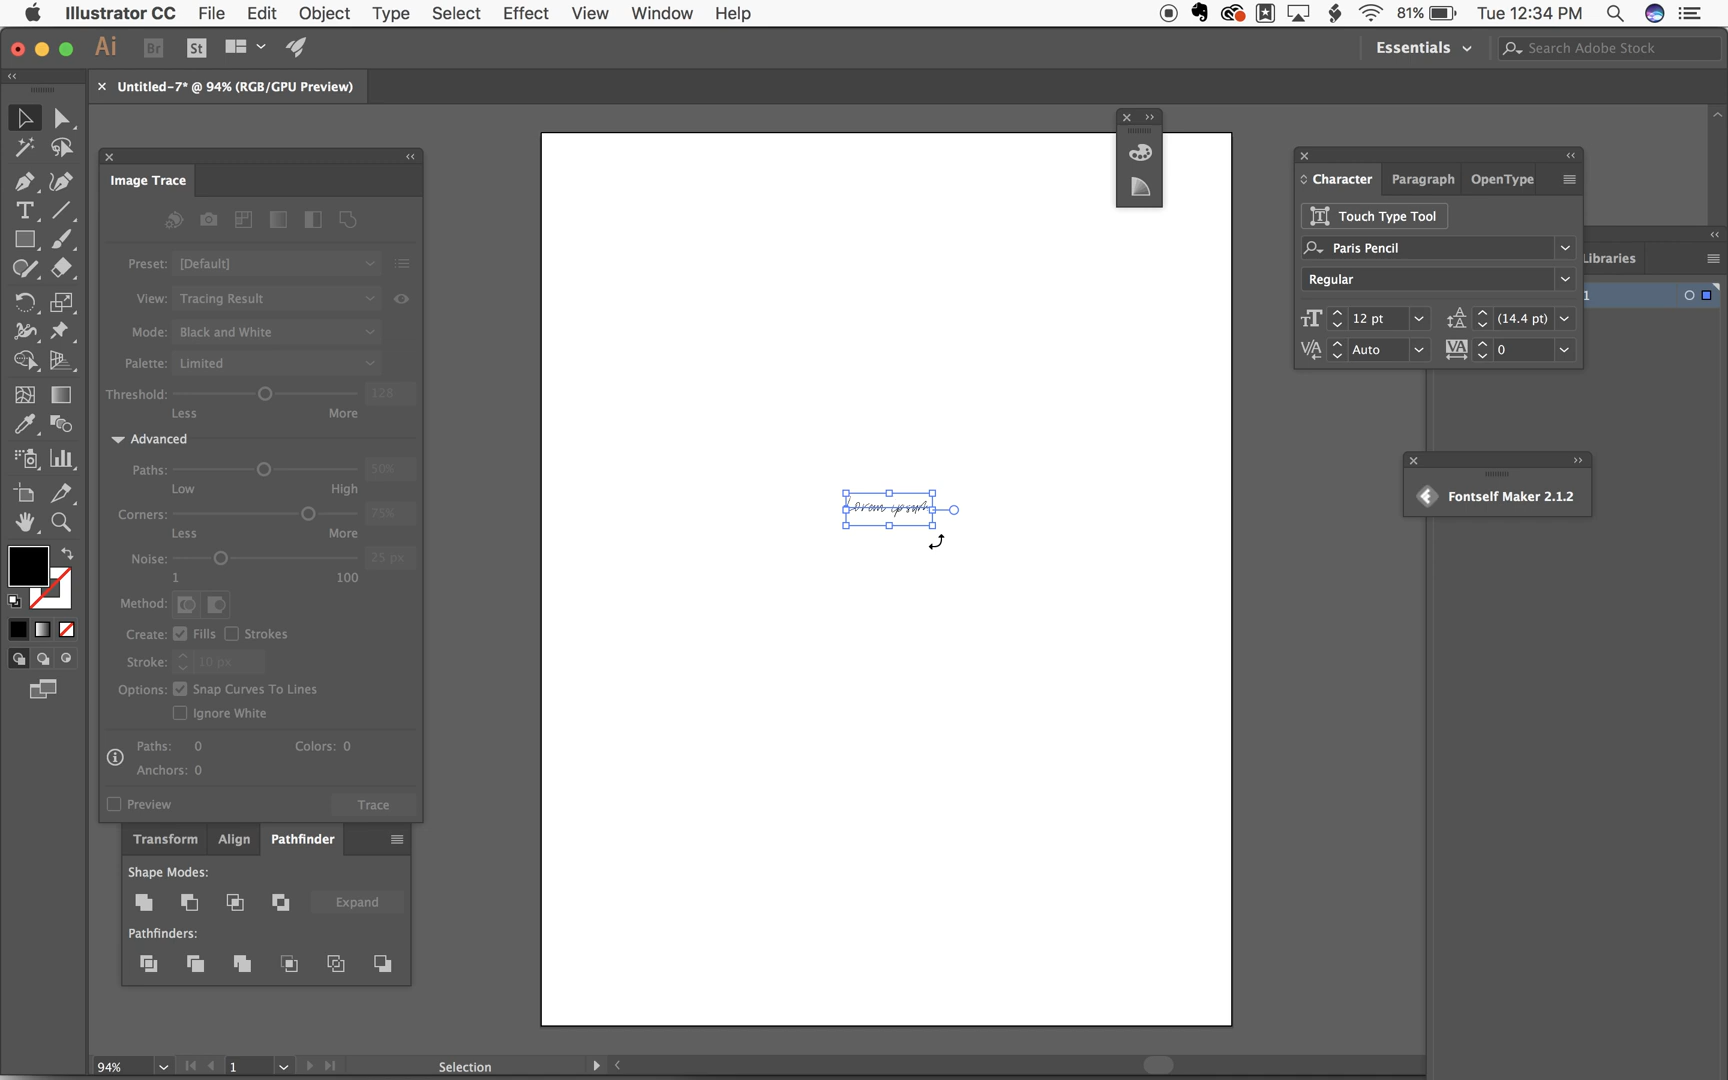 Illustrator CC File Edit Object Type Select Effect View Window Help 81% Tue 12:34 PM
Ai Br St Essentials Search Adobe Stock
Untitled-7* @ 94% (RGB/GPU Preview)
Image Trace
Preset: [Default]
View: Tracing Result
Mode: Black and White
Palette: Limited
Threshold: 128
Less More
Advanced
Paths: 50%
Low High
Corners: 75%
Less More
Noise: 25 px
1 100
Method:
Create: Fills Strokes
Stroke: 10 px
Options: Snap Curves To Lines
Ignore White
Paths: 0 Colors: 0
Anchors: 0
Preview Trace
Transform Align Pathfinder
Shape Modes:
Expand
Pathfinders:
Lorem ipsum
Character Paragraph OpenType
Touch Type Tool
Paris Pencil
Regular
12 pt (14.4 pt)
Auto 0
Libraries
1
Fontself Maker 2.1.2
94% 1 Selection